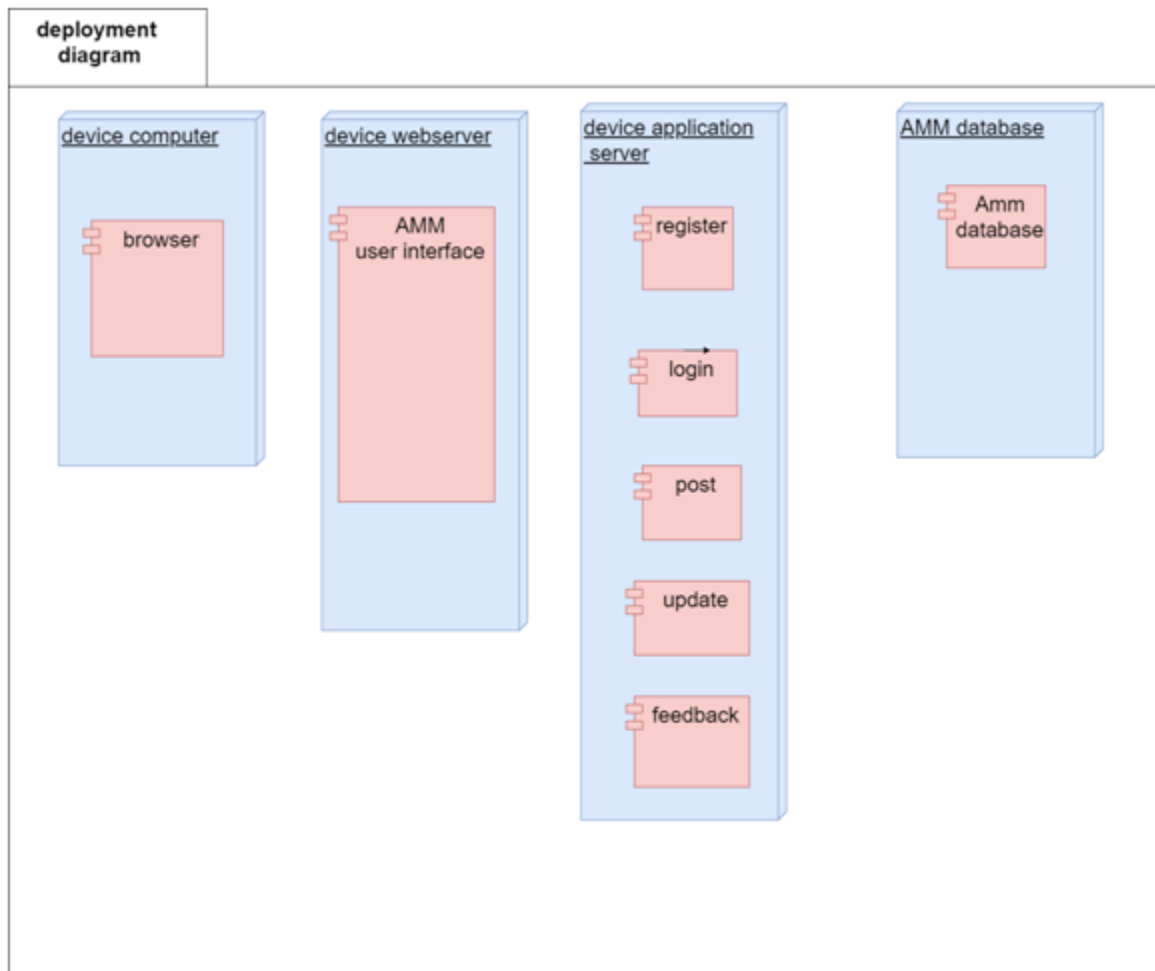 deployment
diagram
device computer
browser
device webserver
AMM
user interface
device application
server
register
login
post
update
feedback
AMM database
Amm
database